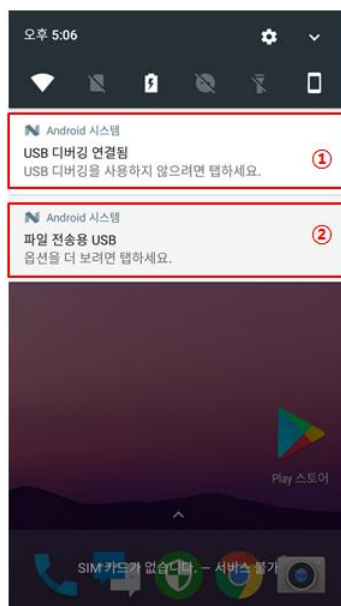 오후 5:06
Android 시스템
USB 디버깅 연결됨
USB 디버깅을 사용하지 않으려면 탭하세요.
①
Android 시스템
파일 전송용 USB
옵션을 더 보려면 탭하세요.
②
Play 스토어
SIM 카드가 없습니다. — 서비스 불가